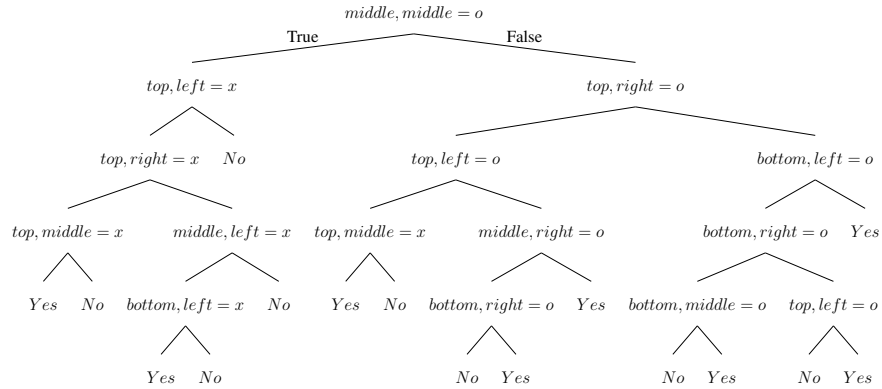 middle, middle = o
True False
top, left = x top, right = o
top, right = x No top, left = o bottom, left = o
top, middle = x middle, left = x top, middle = x middle, right = o bottom, right = o Yes
Yes No bottom, left = x No Yes No bottom, right = o Yes bottom, middle = o top, left = o
Yes No No Yes No Yes No Yes